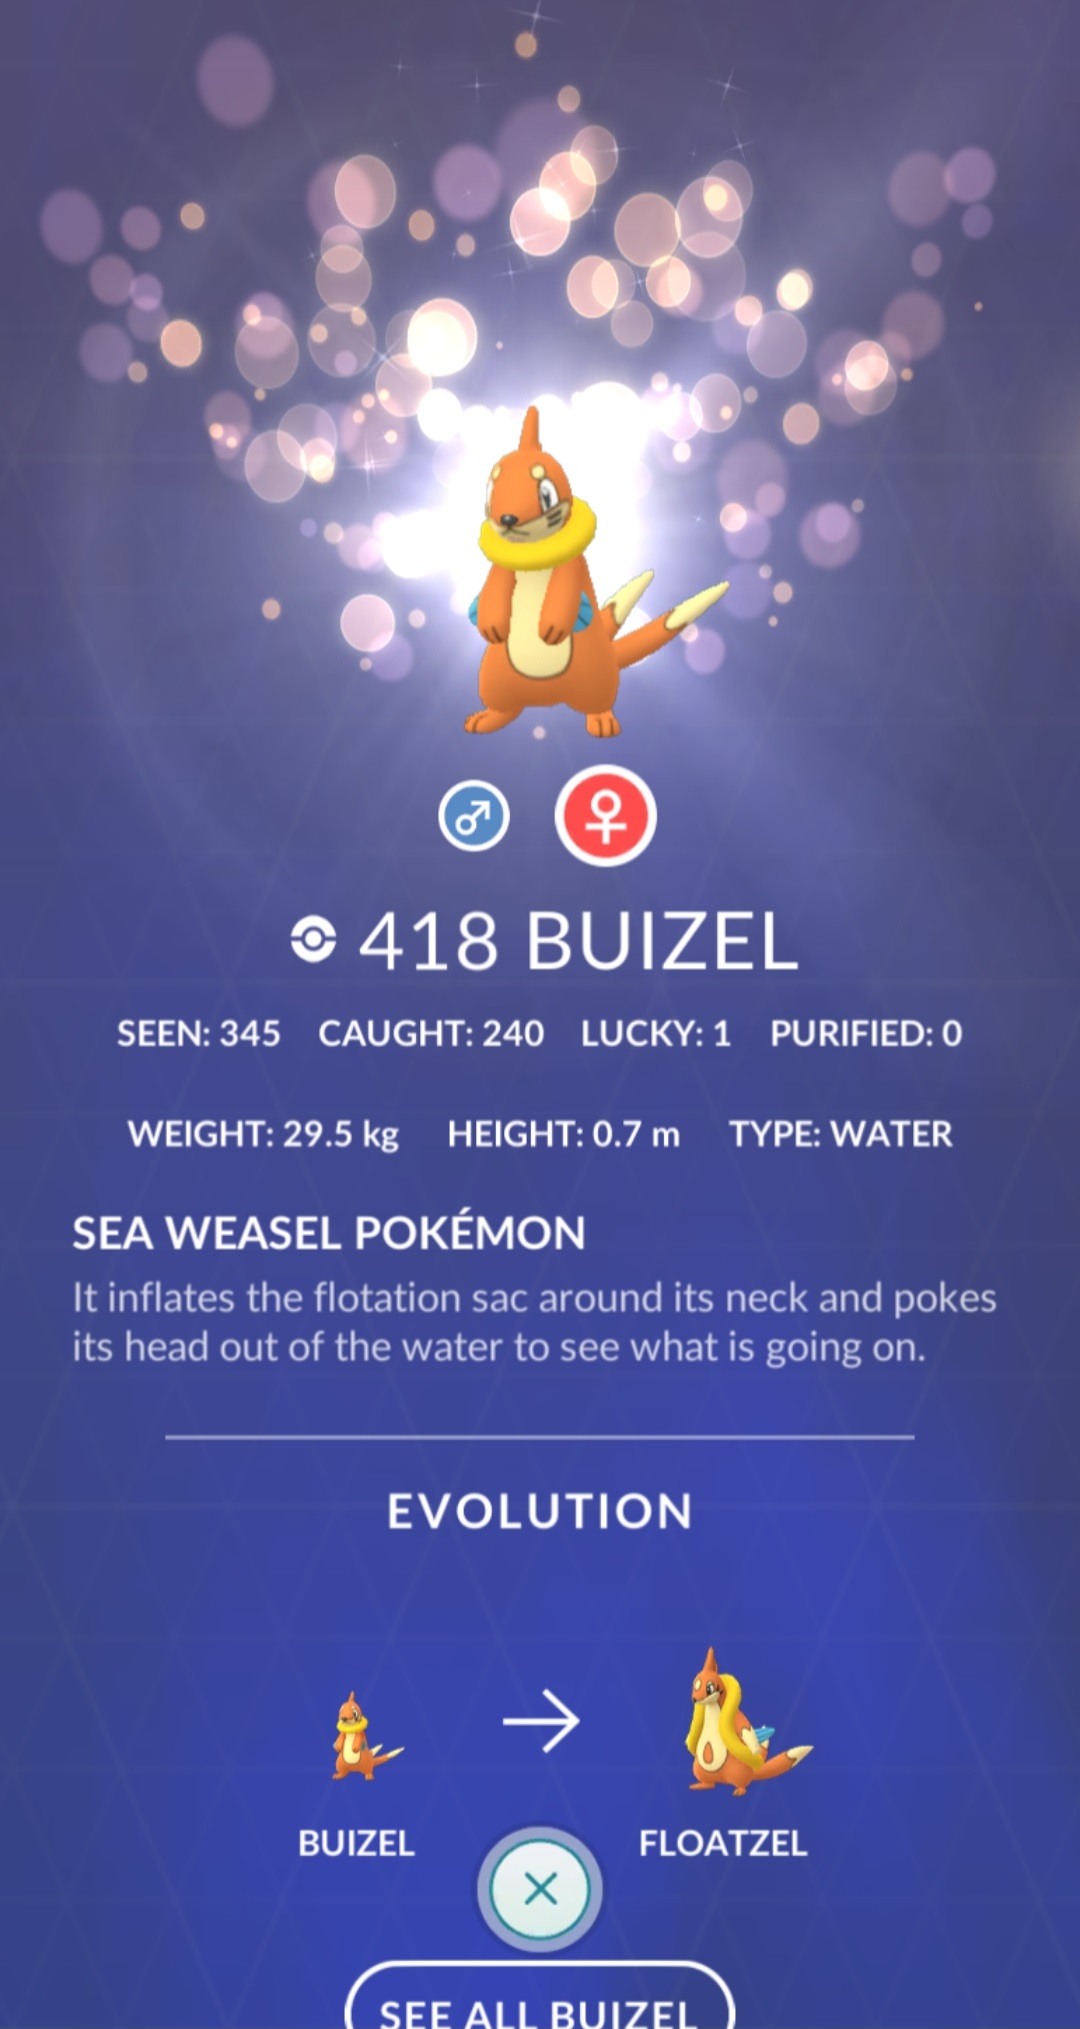 418 BUIZEL
SEEN: 345 CAUGHT: 240 LUCKY: 1 PURIFIED: 0
WEIGHT: 29.5 kg HEIGHT: 0.7 m TYPE: WATER
SEA WEASEL POKÉMON
It inflates the flotation sac around its neck and pokes
its head out of the water to see what is going on.
EVOLUTION
BUIZEL FLOATZEL
SEE ALL BUIZEL